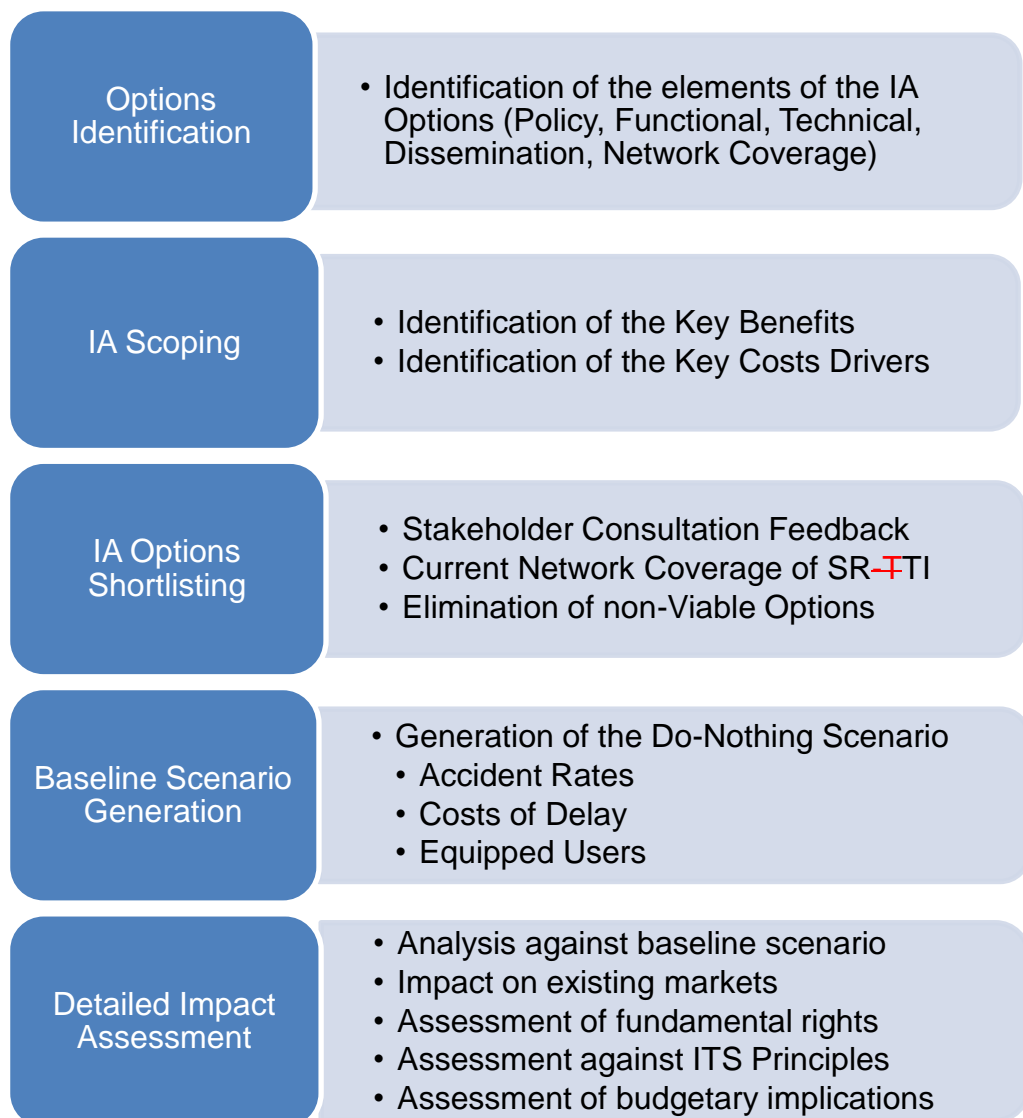 Options
Identification
• Identification of the elements of the IA
Options (Policy, Functional, Technical,
Dissemination, Network Coverage)
IA Scoping
• Identification of the Key Benefits
• Identification of the Key Costs Drivers
IA Options
Shortlisting
• Stakeholder Consultation Feedback
• Current Network Coverage of SR-TTI
• Elimination of non-Viable Options
Baseline Scenario
Generation
• Generation of the Do-Nothing Scenario
• Accident Rates
• Costs of Delay
• Equipped Users
Detailed Impact
Assessment
• Analysis against baseline scenario
• Impact on existing markets
• Assessment of fundamental rights
• Assessment against ITS Principles
• Assessment of budgetary implications